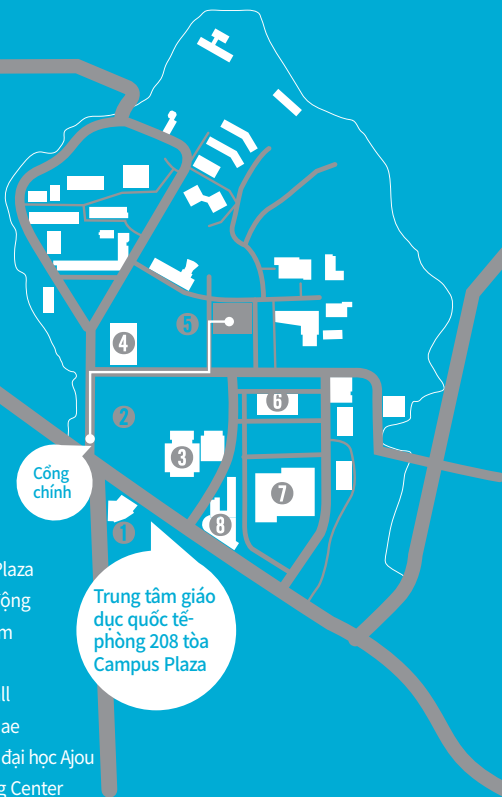 5
4
6
2
3
Cổng
chính
7
8
1
Plaza
ộng
m
Trung tâm giáo
dục quốc tế-
phòng 208 tòa
Campus Plaza
ll
ae
đại học Ajou
g Center